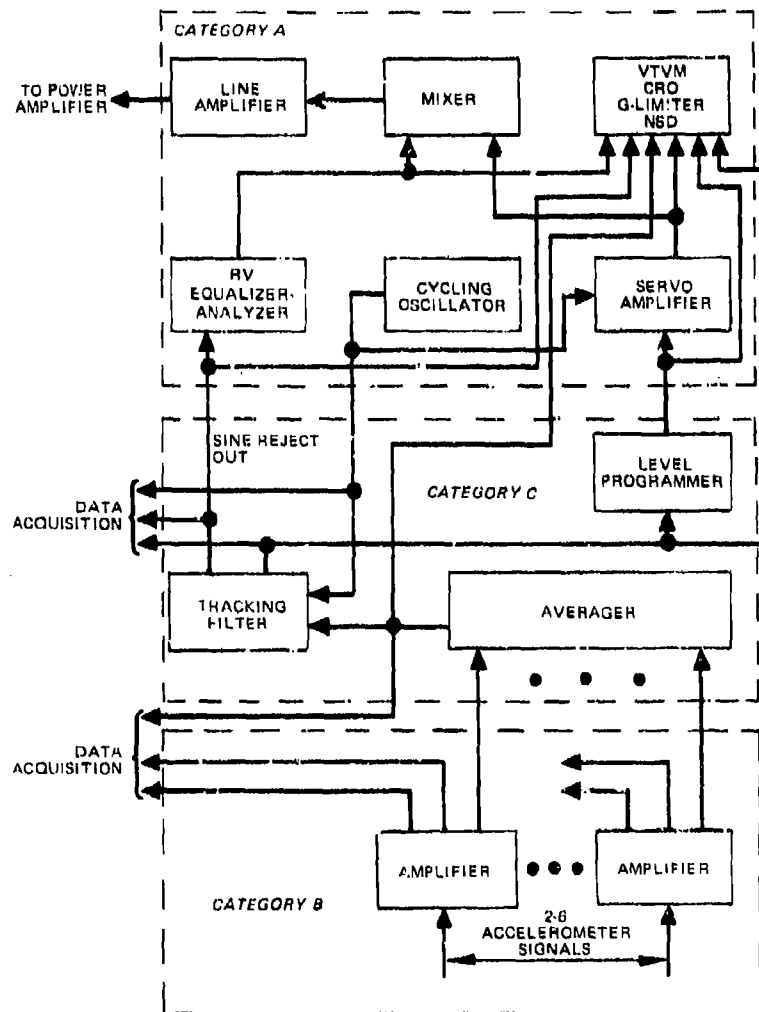 CATEGORY A
TO POWER
AMPLIFIER
LINE
AMPLIFIER
MIXER
VTVM
CRO
G-LIMITER
NSD
RV
EQUALIZER-
ANALYZER
CYCLING
OSCILLATOR
SERVO
AMPLIFIER
SINE REJECT
OUT
DATA
ACQUISITION
CATEGORY C
LEVEL
PROGRAMMER
TRACKING
FILTER
AVERAGER
DATA
ACQUISITION
AMPLIFIER
AMPLIFIER
CATEGORY B
2-6
ACCELEROMETER
SIGNALS